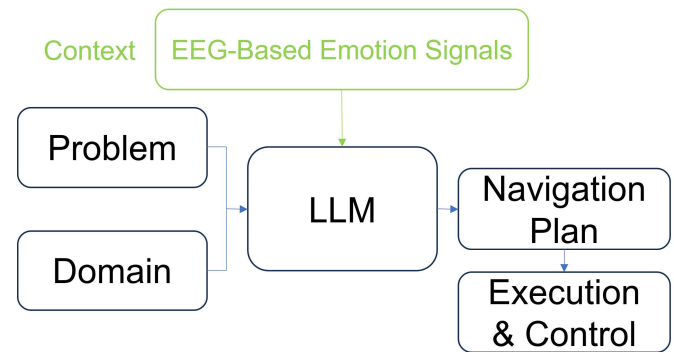 Context
EEG-Based Emotion Signals
Problem
Domain
LLM
Navigation
Plan
Execution
& Control